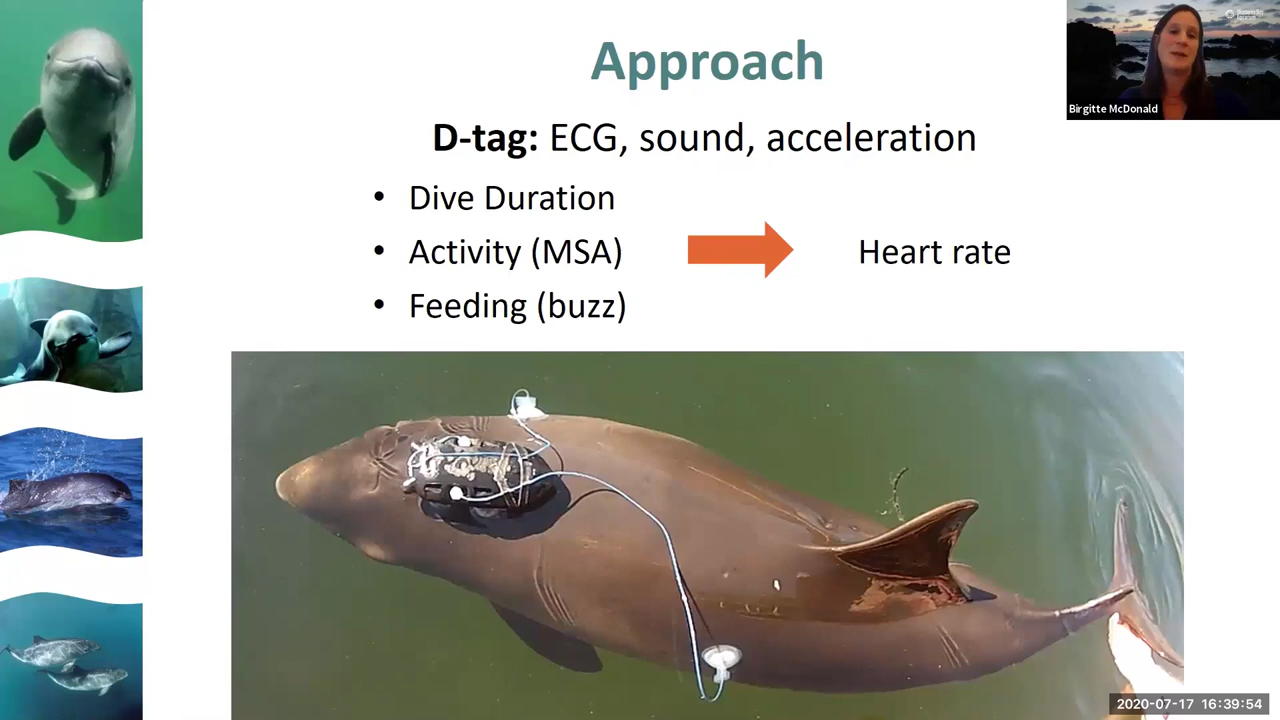 Approach
D-tag: ECG, sound, acceleration
• Dive Duration
• Activity (MSA)
• Feeding (buzz)
Heart rate
Birgitte McDonald
2020-07-17 16:39:54